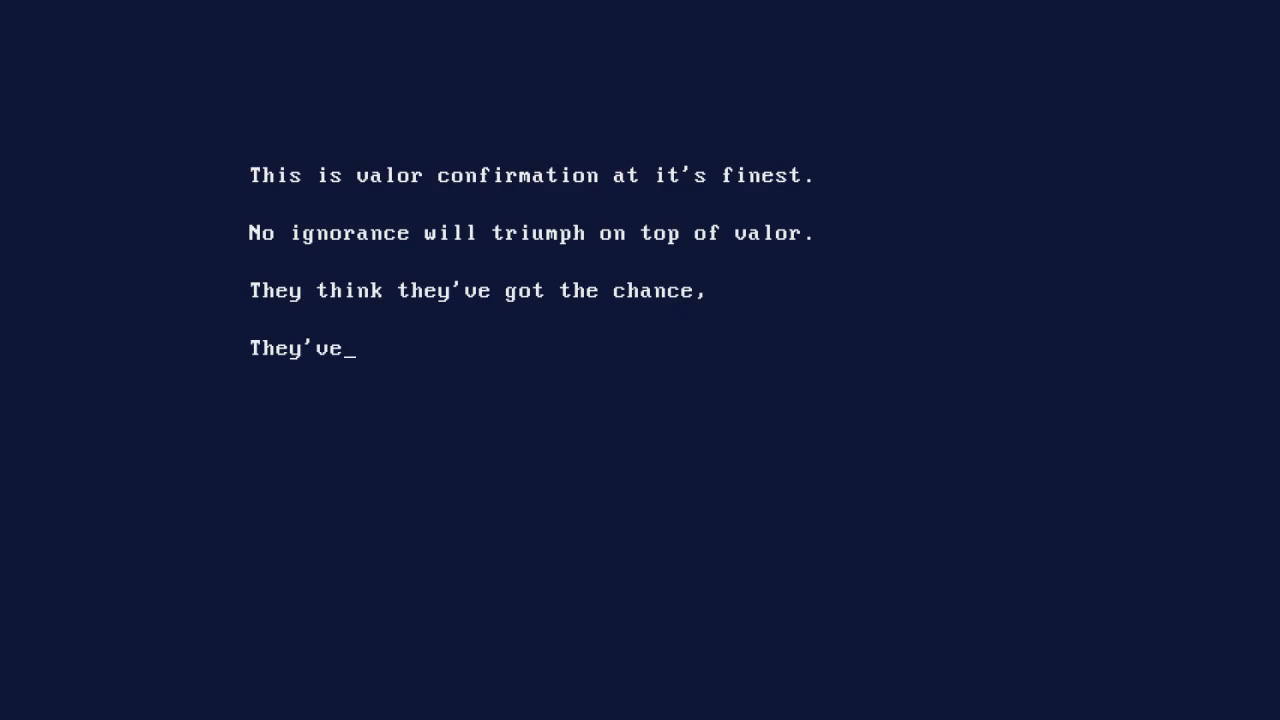 This is valor confirmation at it's finest.
No ignorance will triumph on top of valor.
They think they've got the chance,
They've_